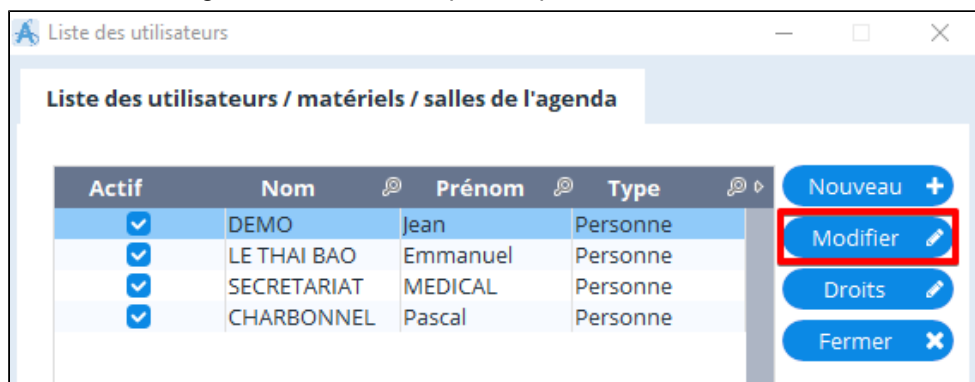 Liste des utilisateurs
Liste des utilisateurs / matériels / salles de l'agenda
Actif Nom Prénom Type
DEMO Jean Personne
LE THAI BAO Emmanuel Personne
SECRETARIAT MEDICAL Personne
CHARBONNEL Pascal Personne
Nouveau
Modifier
Droits
Fermer